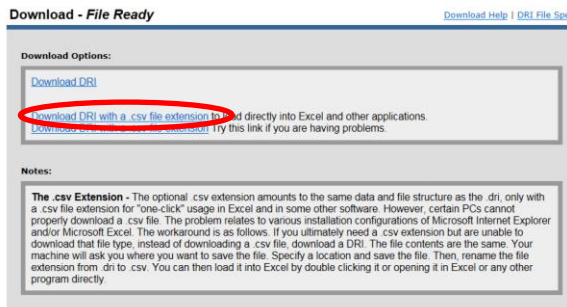 Download - File Ready
Download Help | DRI File Spe
Download Options:
Download DRI
Download DRI with a .csv file extension to load directly into Excel and other applications.
Download DRI with a .csv file extension Try this link if you are having problems.
Notes:
The .csv Extension - The optional .csv extension amounts to the same data and file structure as the .dri, only with
a .csv file extension for "one-click" usage in Excel and in some other software. However, certain PCs cannot
properly download a .csv file. The problem relates to various installation configurations of Microsoft Internet Explorer
and/or Microsoft Excel. The workaround is as follows. If you ultimately need a .csv extension but are unable to
download that file type, instead of downloading a .csv file, download a DRI. The file contents are the same. Your
machine will ask you where you want to save the file. Specify a location and save the file. Then, rename the file
extension from .dri to .csv. You can then load it into Excel by double clicking it or opening it in Excel or any other
program directly.